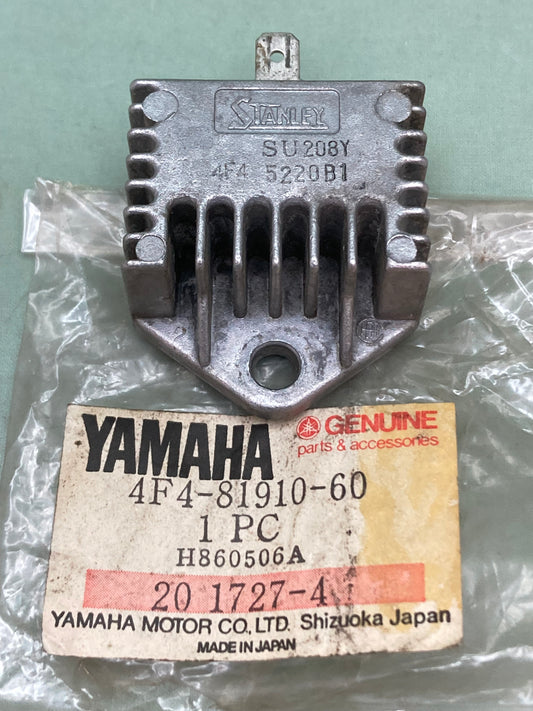 STANLEY
SU208Y
4F4 5220B1
YAMAHA
GENUINE
parts & accessories
4F4-81910-60
1 PC
H860506A
20 1727-4
YAMAHA MOTOR CO., LTD. Shizuoka Japan
MADE IN JAPAN